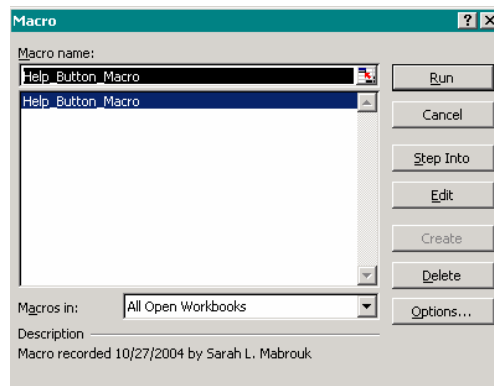 Macro
Macro name:
Help_Button_Macro
Help_Button_Macro
Run
Cancel
Step Into
Edit
Create
Delete
Options...
Macros in:
All Open Workbooks
Description
Macro recorded 10/27/2004 by Sarah L. Mabrouk